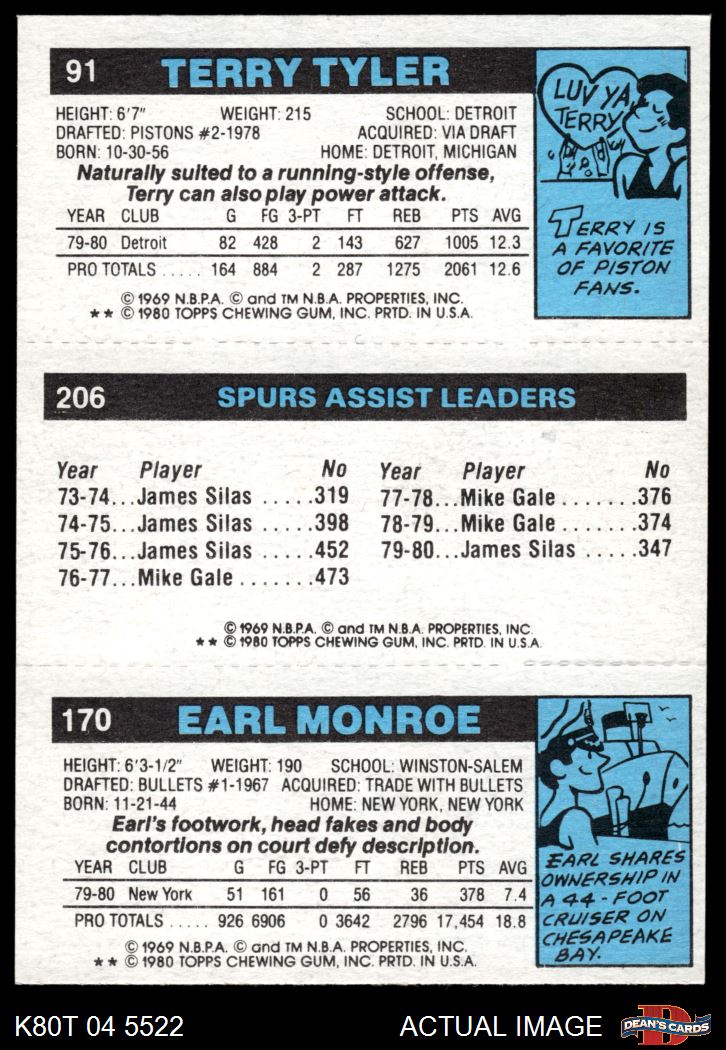 91 TERRY TYLER
HEIGHT: 6'7" WEIGHT: 215 SCHOOL: DETROIT
DRAFTED: PISTONS #2-1978 ACQUIRED: VIA DRAFT
BORN: 10-30-56 HOME: DETROIT, MICHIGAN
Naturally suited to a running-style offense,
Terry can also play power attack.
YEAR CLUB G FG 3-PT FT REB PTS AVG
79-80 Detroit 82 428 2 143 627 1005 12.3
PRO TOTALS ..... 164 884 2 287 1275 2061 12.6
© 1969 N.B.P.A. © and TM N.B.A. PROPERTIES, INC.
** © 1980 TOPPS CHEWING GUM, INC. PRTD. IN U.S.A.
LUV YA
TERRY
TERRY IS
A FAVORITE
OF PISTON
FANS.
206 SPURS ASSIST LEADERS
Year Player No Year Player No
73-74...James Silas .....319 77-78...Mike Gale .......376
74-75...James Silas .....398 78-79...Mike Gale .......374
75-76...James Silas .....452 79-80...James Silas .....347
76-77...Mike Gale .......473
© 1969 N.B.P.A. © and TM N.B.A. PROPERTIES, INC.
** © 1980 TOPPS CHEWING GUM, INC. PRTD. IN U.S.A.
170 EARL MONROE
HEIGHT: 6'3-1/2" WEIGHT: 190 SCHOOL: WINSTON-SALEM
DRAFTED: BULLETS #1-1967 ACQUIRED: TRADE WITH BULLETS
BORN: 11-21-44 HOME: NEW YORK, NEW YORK
Earl's footwork, head fakes and body
contortions on court defy description.
YEAR CLUB G FG 3-PT FT REB PTS AVG
79-80 New York 51 161 0 56 36 378 7.4
PRO TOTALS ..... 926 6906 0 3642 2796 17,454 18.8
© 1969 N.B.P.A. © and TM N.B.A. PROPERTIES, INC.
** © 1980 TOPPS CHEWING GUM, INC. PRTD. IN U.S.A.
EARL SHARES
OWNERSHIP IN
A 44-FOOT
CRUISER ON
CHESAPEAKE
BAY.
K80T 04 5522 ACTUAL IMAGE D DEAN'S CARDS